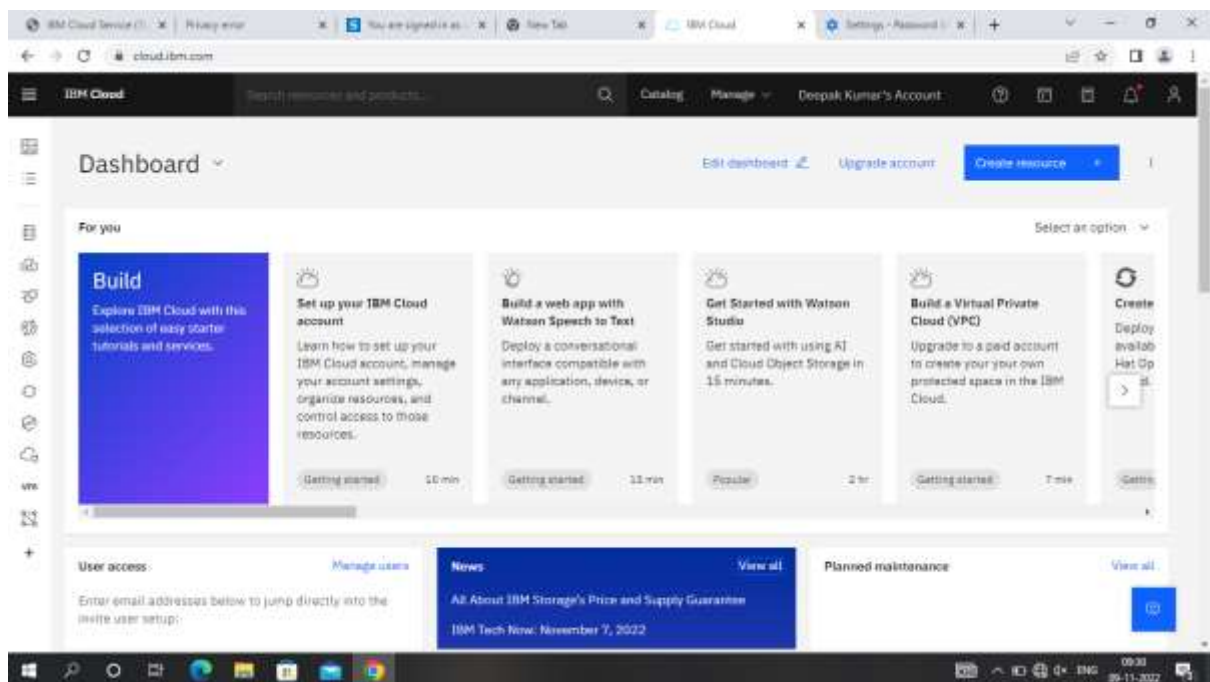 IBM Cloud Service (1)
Privacy error
You are signed in as
New Tab
IBM Cloud
Settings - Password
cloud.ibm.com
IBM Cloud
Search resources and products...
Catalog
Manage
Deepak Kumar's Account
Dashboard
Edit dashboard
Upgrade account
Create resource +
For you
Select an option
Build
Explore IBM Cloud with this
selection of easy starter
tutorials and services.
Set up your IBM Cloud
account
Learn how to set up your
IBM Cloud account, manage
your account settings,
organize resources, and
control access to those
resources.
Getting started
10 min
Build a web app with
Watson Speech to Text
Deploy a conversational
interface compatible with
any application, device, or
channel.
Getting started
Get Started with Watson
Studio
Get started with using AI
and Cloud Object Storage in
15 minutes.
Popular
2 hr
Build a Virtual Private
Cloud (VPC)
Upgrade to a paid account
to create your your own
protected space in the IBM
Cloud.
Getting started
7 min
Create
Deploy
availab
Hat Op
Gettin
User access
Manage users
Enter email addresses below to jump directly into the
invite user setup:
News
View all
All About IBM Storage's Price and Supply Guarantee
IBM Tech Now: November 7, 2022
Planned maintenance
View all
ENG
09:30
09-11-2022